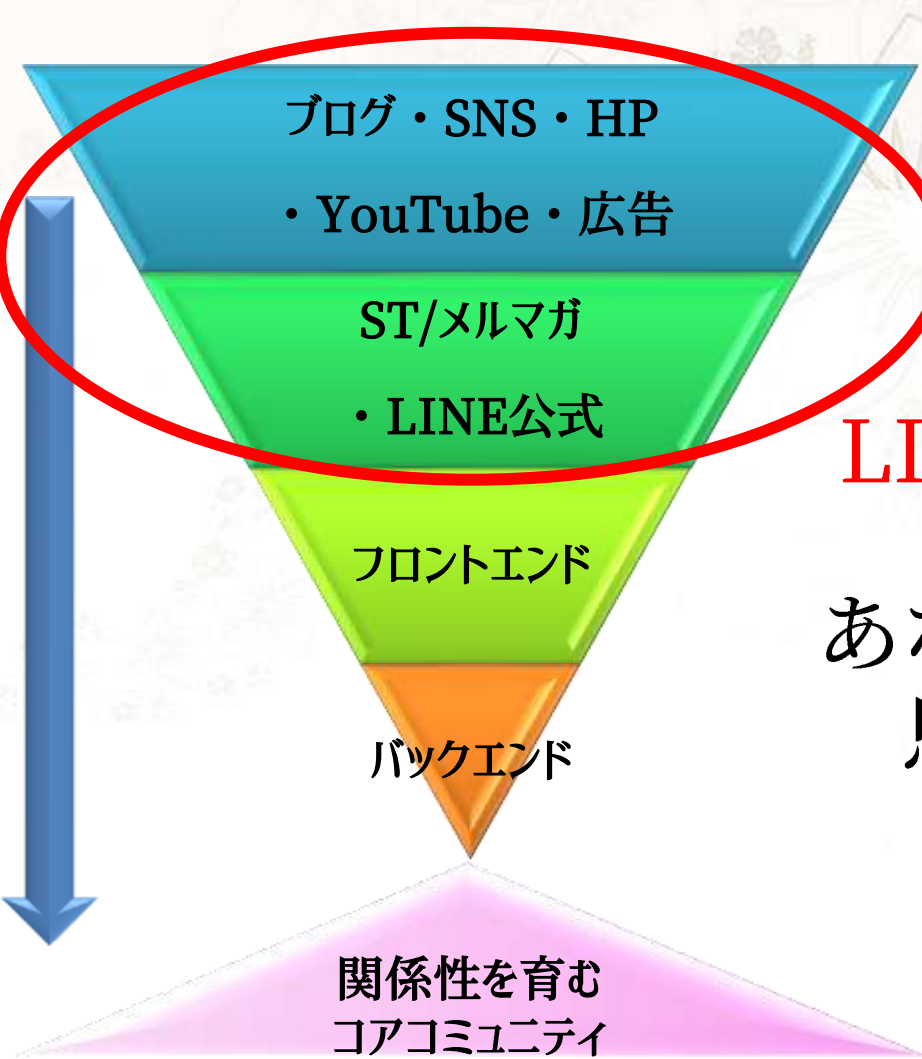 ブログ・SNS・HP
・YouTube・広告
ST/メルマガ
・LINE公式
フロントエンド
バックエンド
関係性を育む
コアコミュニティ
LI
あ